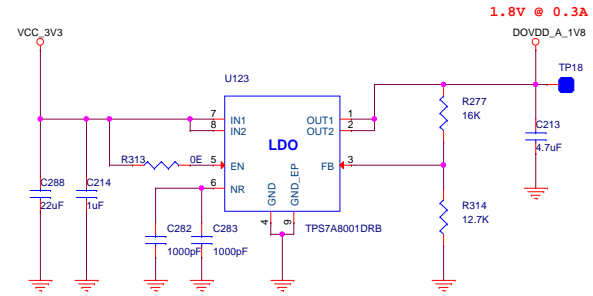 1.8V @ 0.3A
VCC_3V3
DOVDD_A_1V8
TP18
U123
7
IN1
OUT1
1
8
IN2
OUT2
2
R277
16K
C213
4.7uF
LDO
R313
0E
5
EN
FB
3
6
NR
C288
22uF
C214
1uF
GND
GND_EP
4
9
TPS7A8001DRB
R314
12.7K
C282
1000pF
C283
1000pF